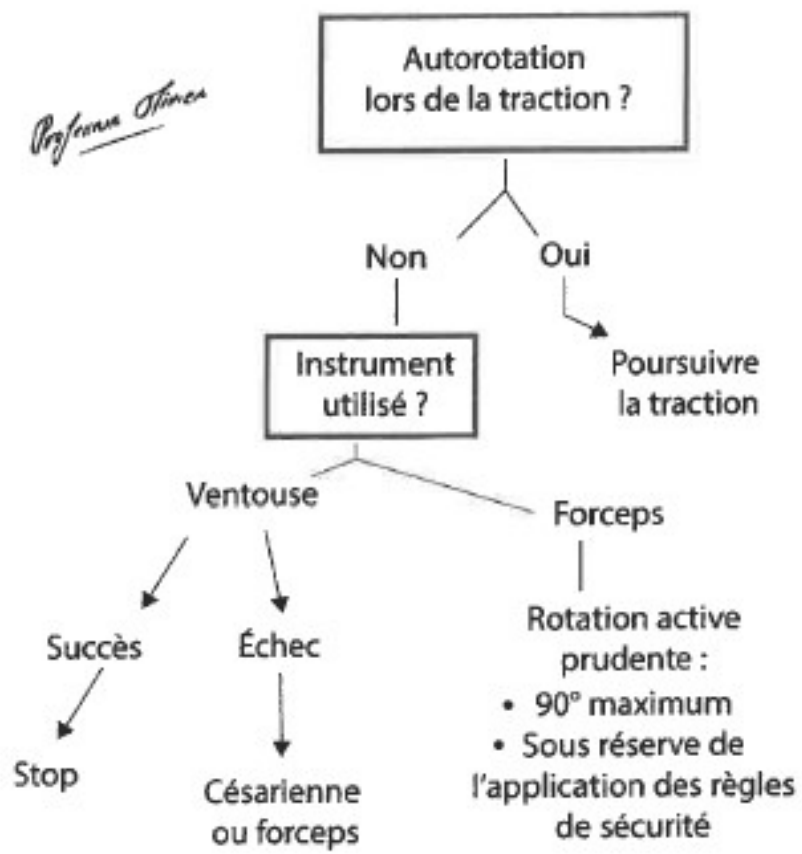 Autorotation
lors de la traction ?
Non
Oui
Instrument
utilisé ?
Poursuivre
la traction
Ventouse
Forceps
Succès
Échec
Rotation active
prudente :
• 90° maximum
• Sous réserve de
l'application des règles
de sécurité
Stop
Césarienne
ou forceps